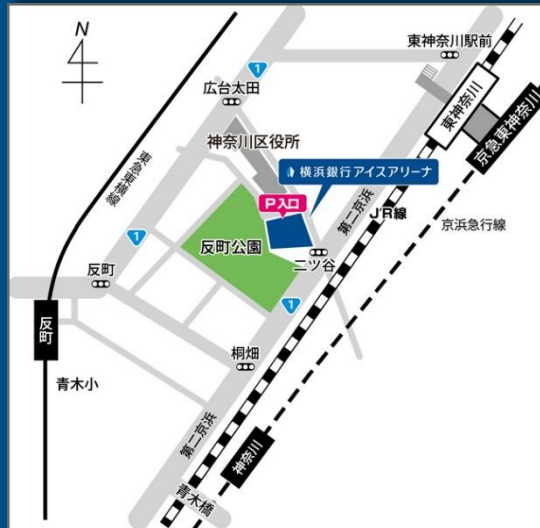 N
東神奈川駅前
1
広台太田
東神奈川
京急東神奈川
神奈川区役所
東急東横線
横浜銀行アイスアリーナ
P入口
第二京浜
JR線
京浜急行線
1
反町公園
二ツ谷
反町
1
反町
桐畑
青木小
第二京浜
神奈川
青木橋